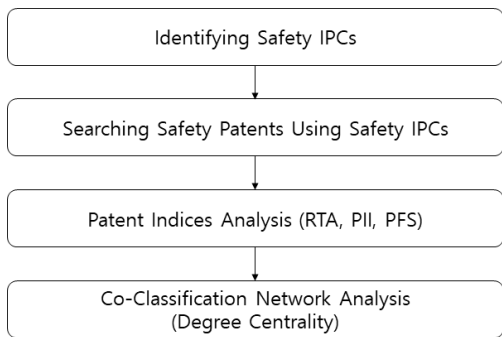 Identifying Safety IPCs
Searching Safety Patents Using Safety IPCs
Patent Indices Analysis (RTA, PII, PFS)
Co-Classification Network Analysis
(Degree Centrality)